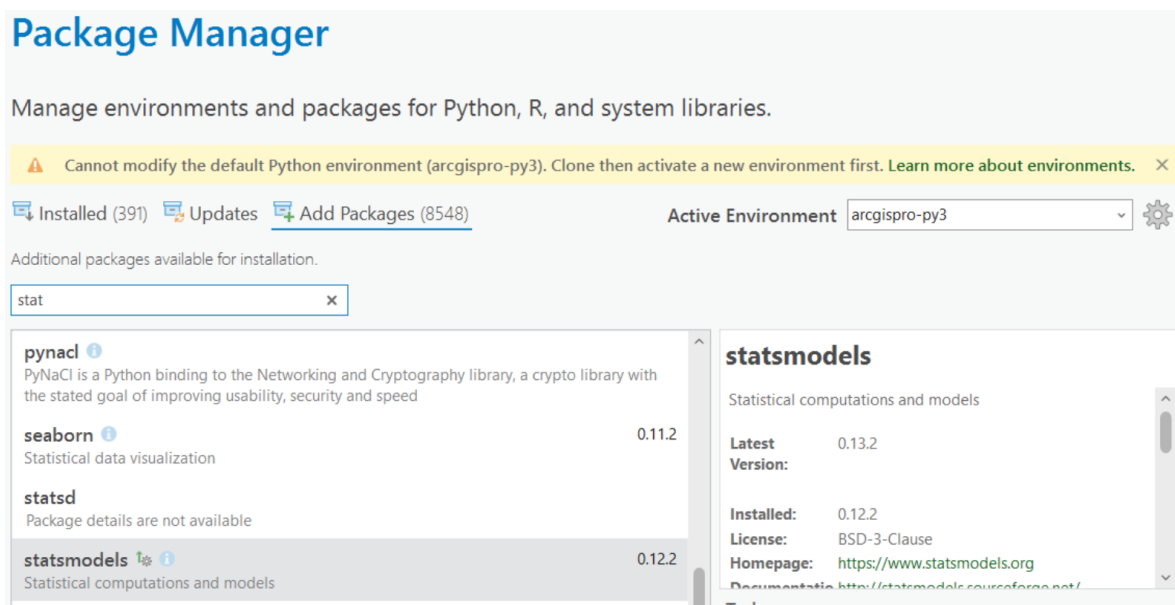 Package Manager
Manage environments and packages for Python, R, and system libraries.
Cannot modify the default Python environment (arcgispro-py3). Clone then activate a new environment first. Learn more about environments.
Installed (391) Updates Add Packages (8548) Active Environment arcgispro-py3
Additional packages available for installation.
stat
pynacl
PyNaCl is a Python binding to the Networking and Cryptography library, a crypto library with
the stated goal of improving usability, security and speed
seaborn 0.11.2
Statistical data visualization
statsd
Package details are not available
statsmodels 0.12.2
Statistical computations and models
statsmodels
Statistical computations and models
Latest 0.13.2
Version:
Installed: 0.12.2
License: BSD-3-Clause
Homepage: https://www.statsmodels.org
Documentatio http://statsmodels.sourceforge.net/